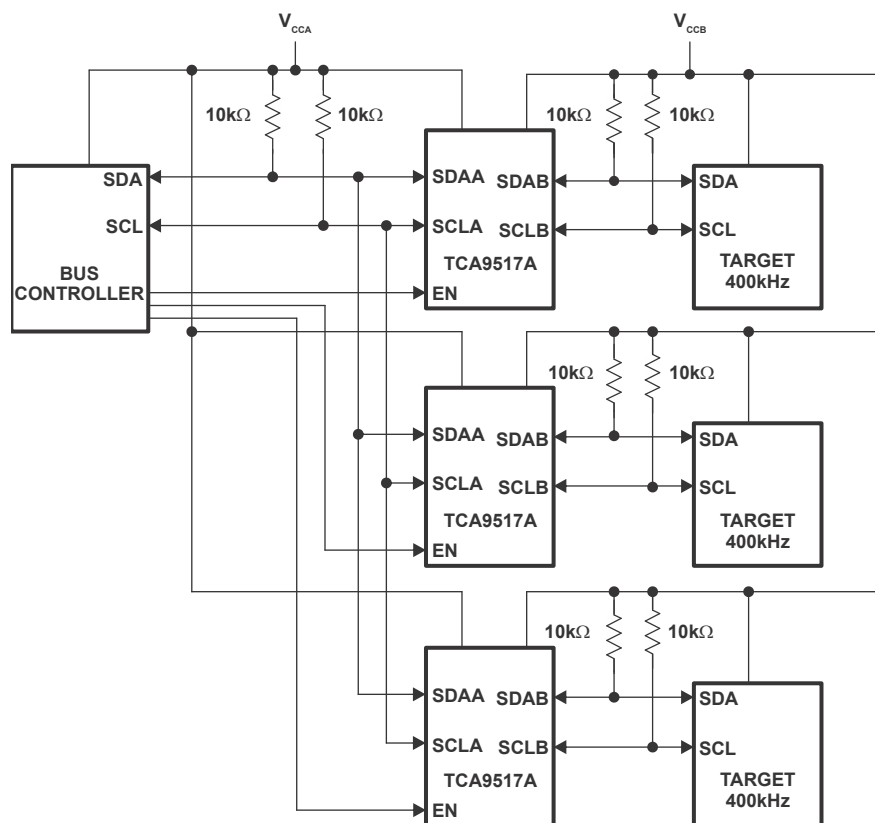 V_CCA
V_CCB
10kΩ
10kΩ
10kΩ
10kΩ
SDA
SCL
BUS
CONTROLLER
SDAA
SDAB
SCLA
SCLB
TCA9517A
EN
SDA
SCL
TARGET
400kHz
10kΩ
10kΩ
SDAA
SDAB
SCLA
SCLB
TCA9517A
EN
SDA
SCL
TARGET
400kHz
10kΩ
10kΩ
SDAA
SDAB
SCLA
SCLB
TCA9517A
EN
SDA
SCL
TARGET
400kHz